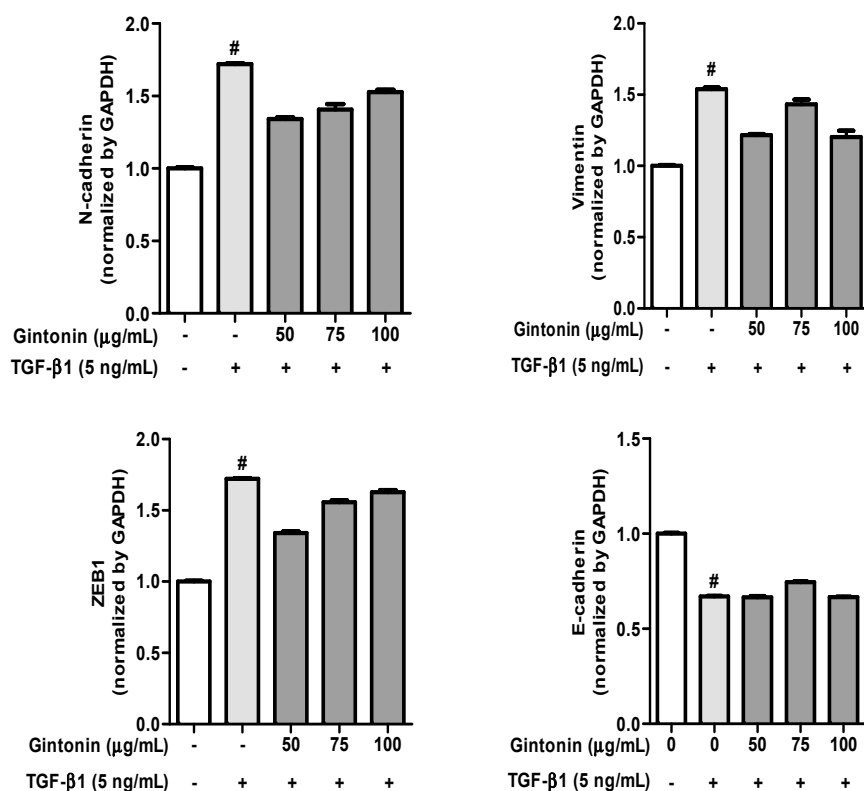 2.0
#
1.5
1.0
0.5
0.0
N-cadherin
(normalized by GAPDH)
Gintonin (μg/mL) - - 50 75 100
TGF-β1 (5 ng/mL) - + + + +
2.0
#
1.5
1.0
0.5
0.0
Vimentin
(normalized by GAPDH)
Gintonin (μg/mL) - - 50 75 100
TGF-β1 (5 ng/mL) - + + + +
2.0
#
1.5
1.0
0.5
0.0
ZEB1
(normalized by GAPDH)
Gintonin (μg/mL) - - 50 75 100
TGF-β1 (5 ng/mL) - + + + +
1.5
1.0
#
0.5
0.0
E-cadherin
(normalized by GAPDH)
Gintonin (μg/mL) 0 0 50 75 100
TGF-β1 (5 ng/mL) - + + + +